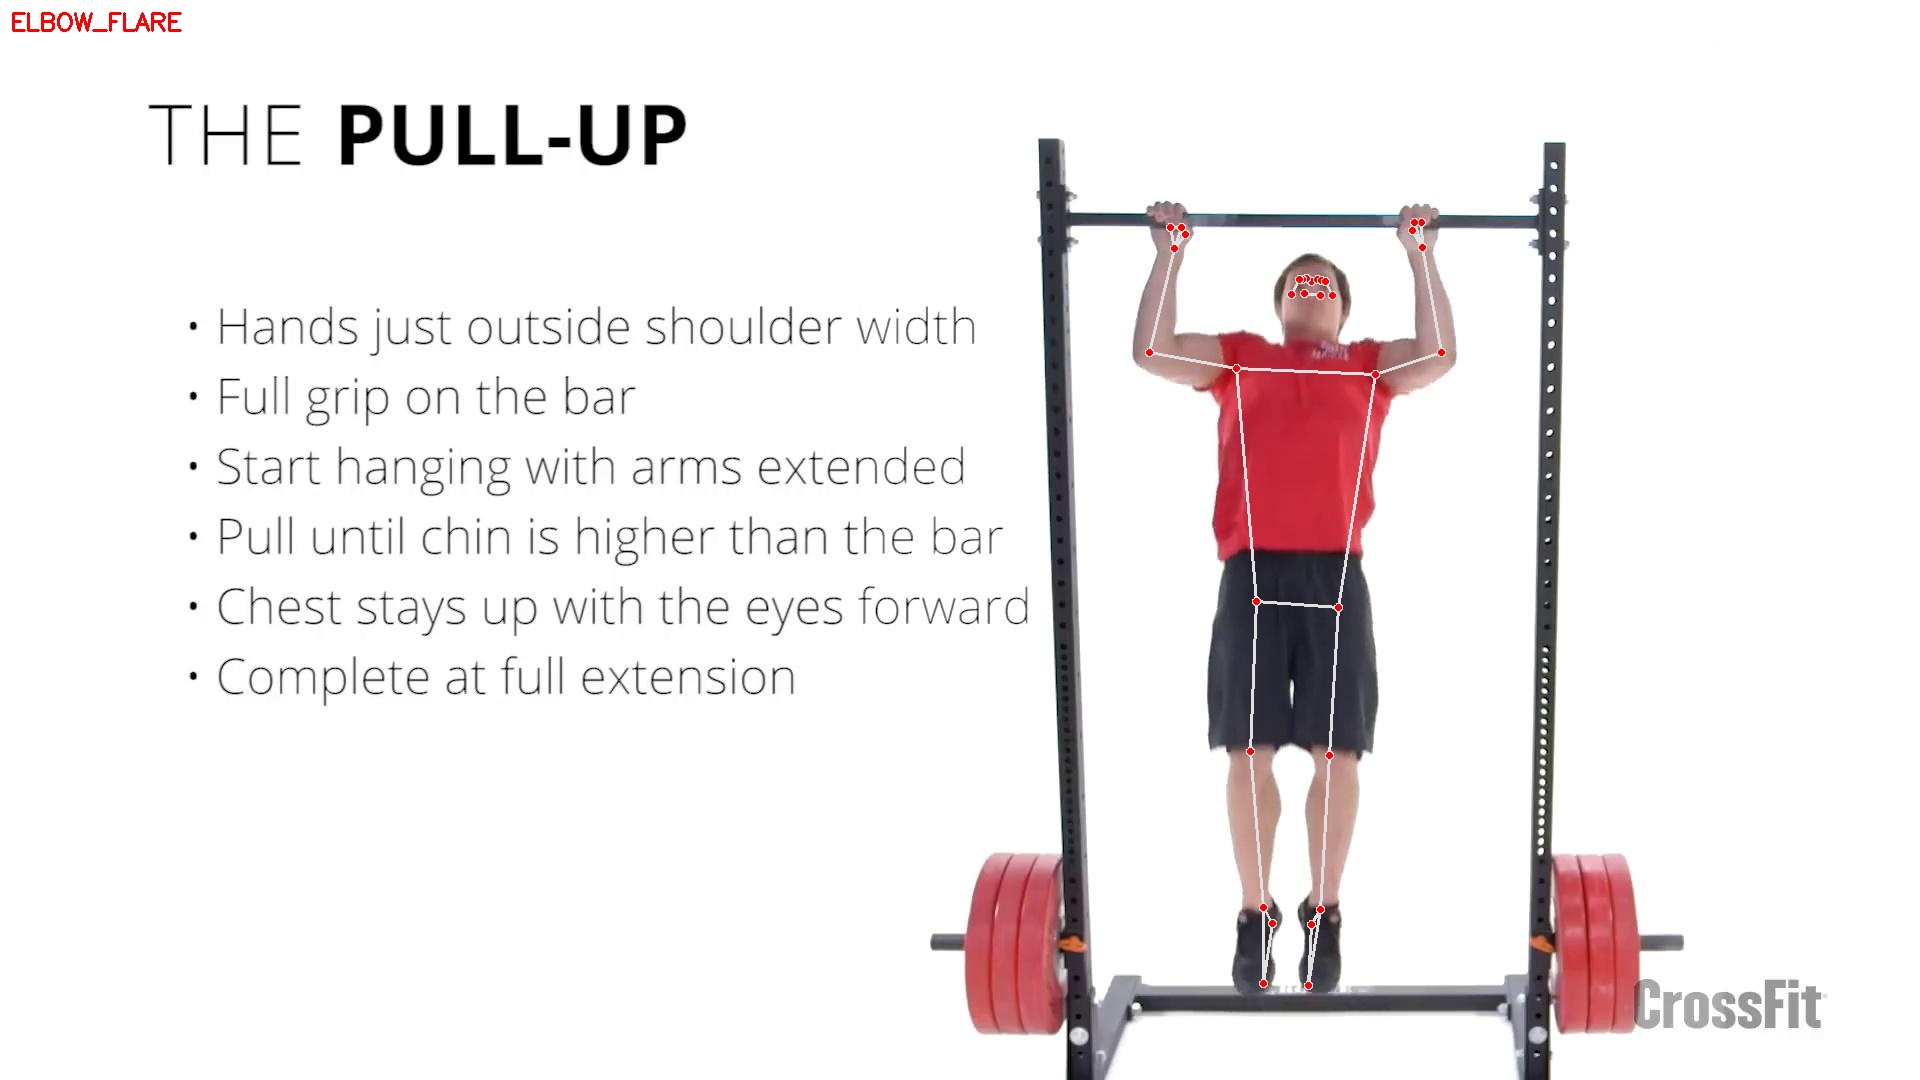 ELBOW_FLARE
THE PULL-UP
• Hands just outside shoulder width
• Full grip on the bar
• Start hanging with arms extended
• Pull until chin is higher than the bar
• Chest stays up with the eyes forward
• Complete at full extension
CrossFit